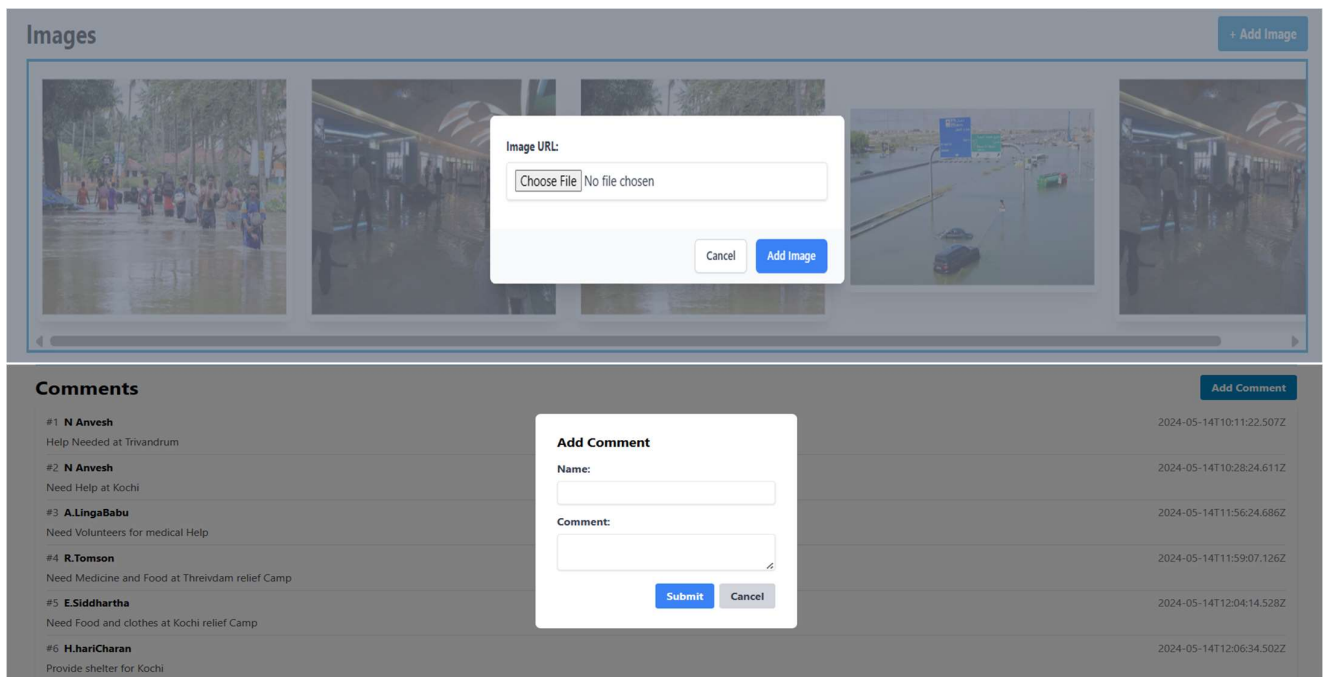 Images
+ Add Image
Image URL:
Choose File No file chosen
Cancel Add Image
Comments
Add Comment
#1 N Anvesh 2024-05-14T10:11:22.507Z
Help Needed at Trivandrum
#2 N Anvesh 2024-05-14T10:28:24.611Z
Need Help at Kochi
#3 A.LingaBabu 2024-05-14T11:56:24.686Z
Need Volunteers for medical Help
#4 R.Tomson 2024-05-14T11:59:07.126Z
Need Medicine and Food at Threivdam relief Camp
#5 E.Siddhartha 2024-05-14T12:04:14.528Z
Need Food and clothes at Kochi relief Camp
#6 H.hariCharan 2024-05-14T12:06:34.502Z
Provide shelter for Kochi
Add Comment
Name:
Comment:
Submit Cancel